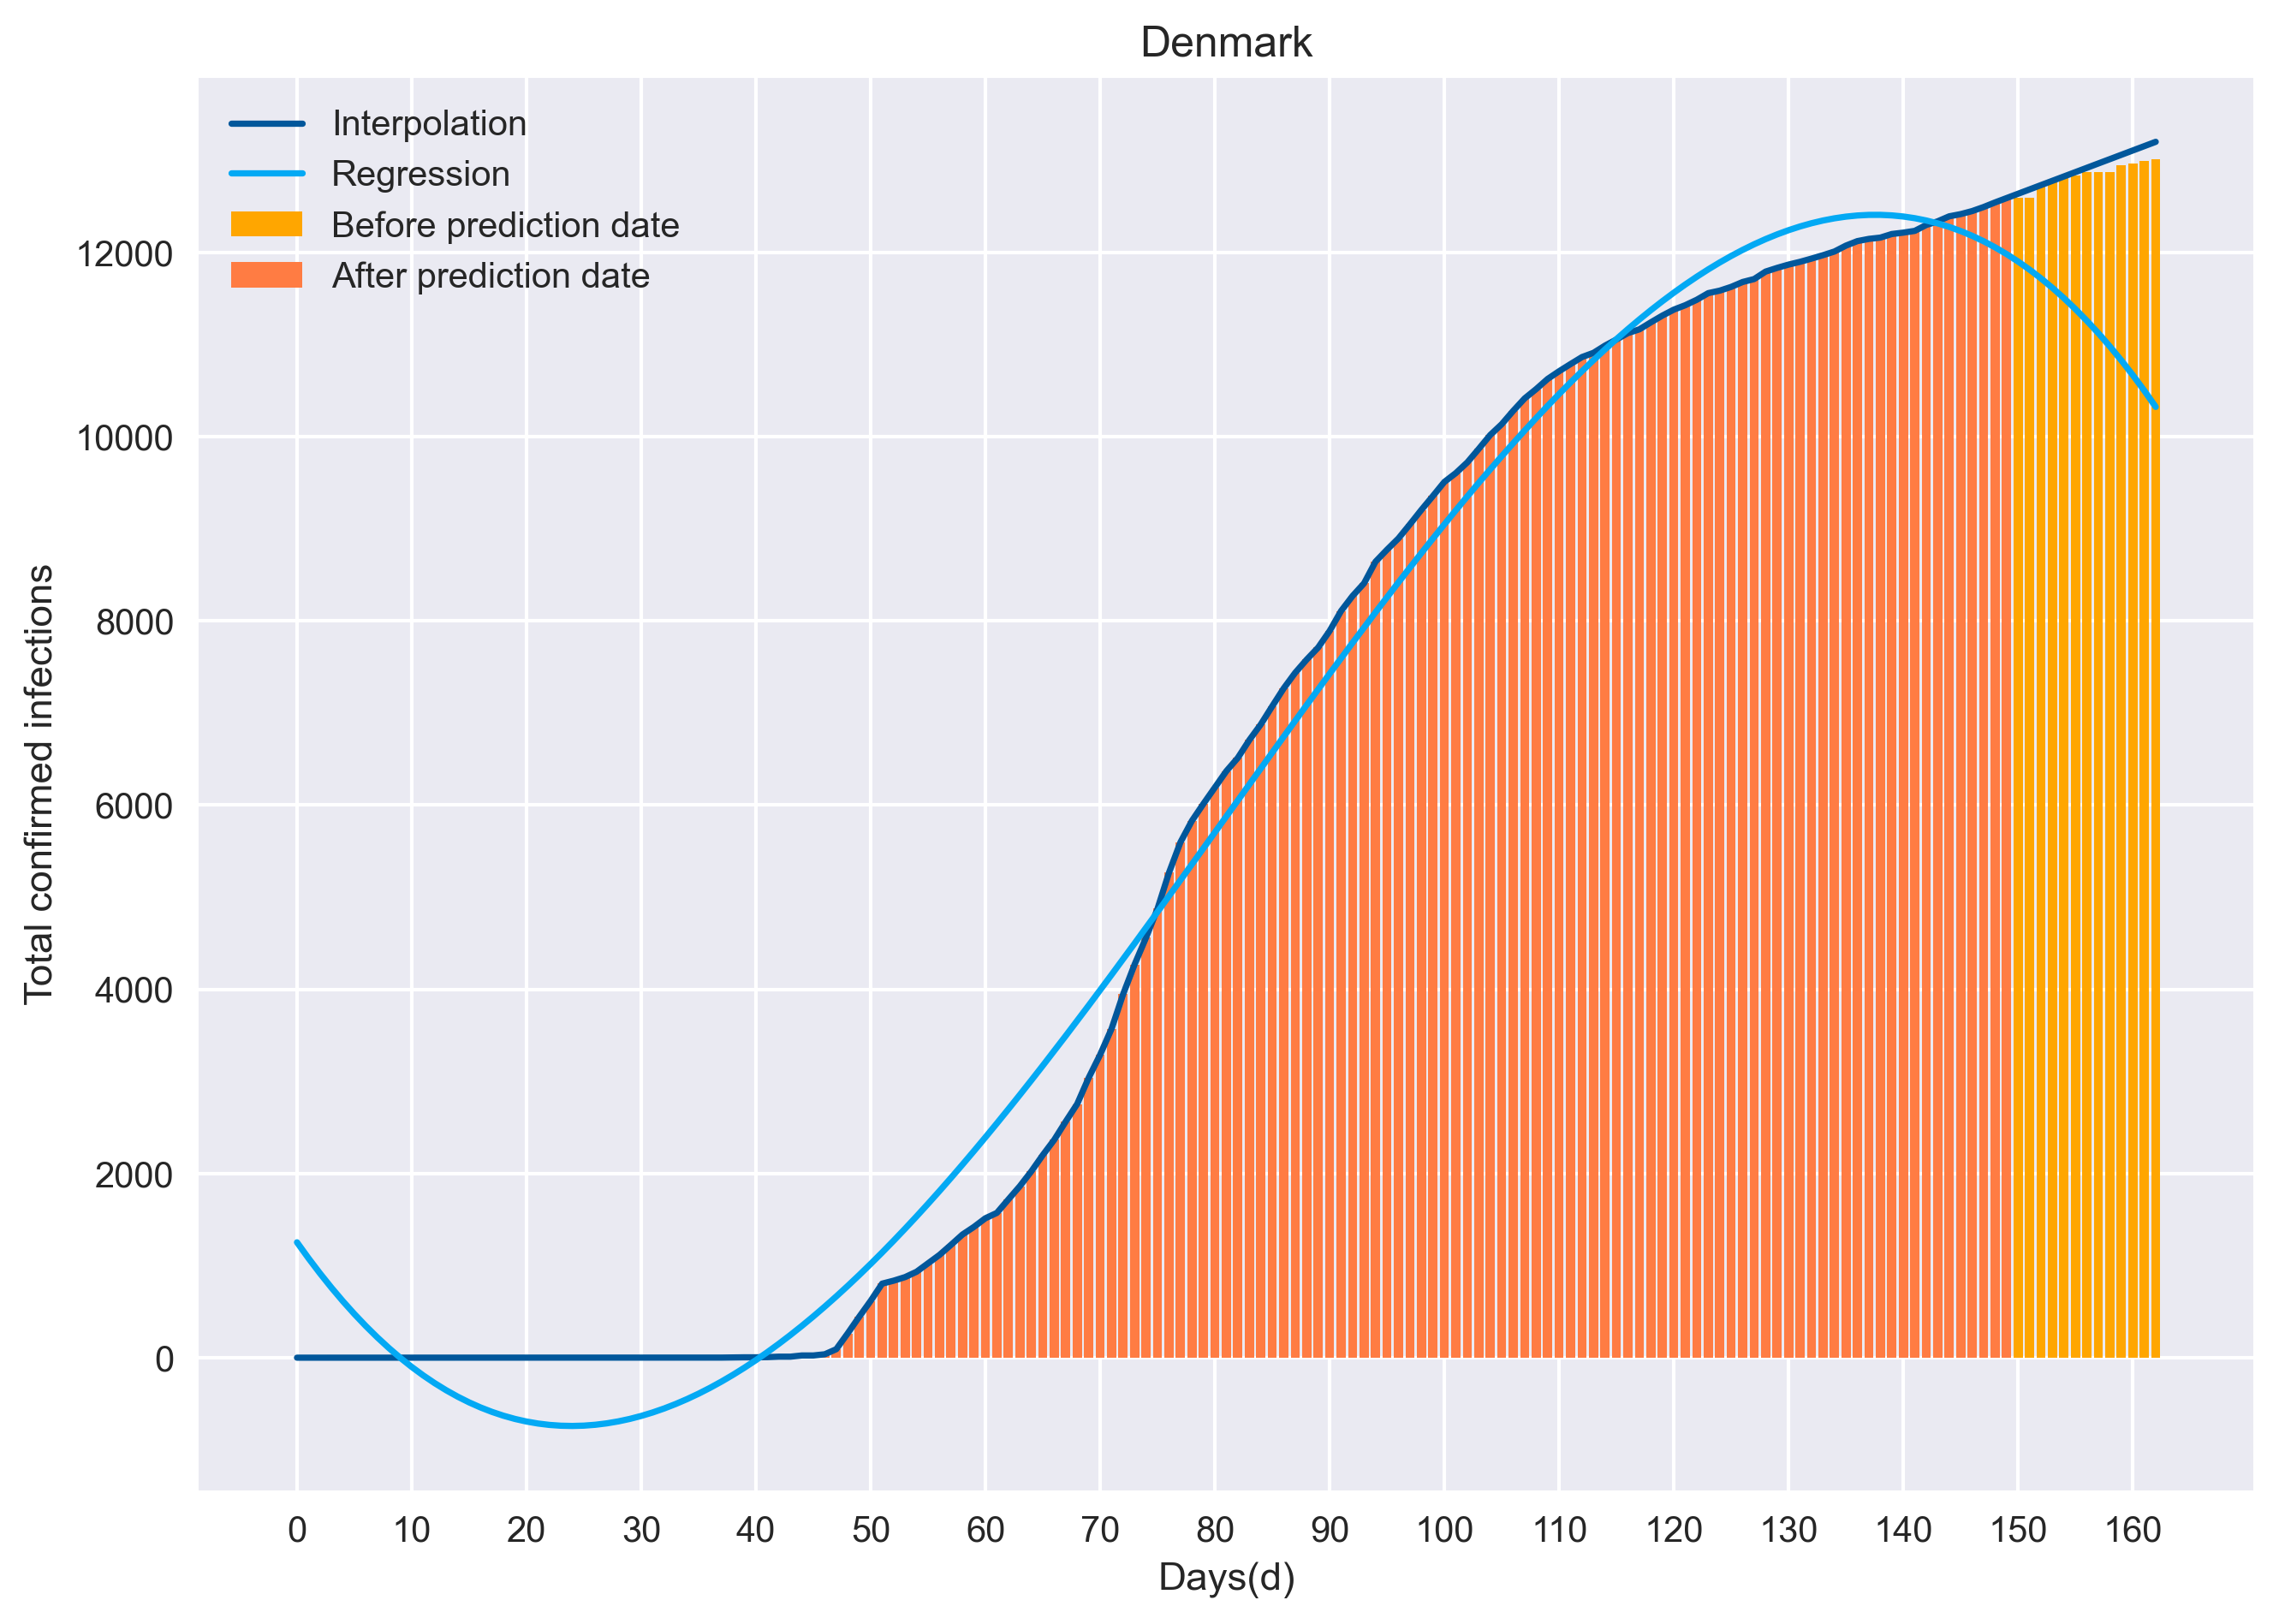 Denmark
Interpolation
Regression
Before prediction date
After prediction date
12000
10000
8000
6000
4000
2000
0
Total confirmed infections
0 10 20 30 40 50 60 70 80 90 100 110 120 130 140 150 160
Days(d)